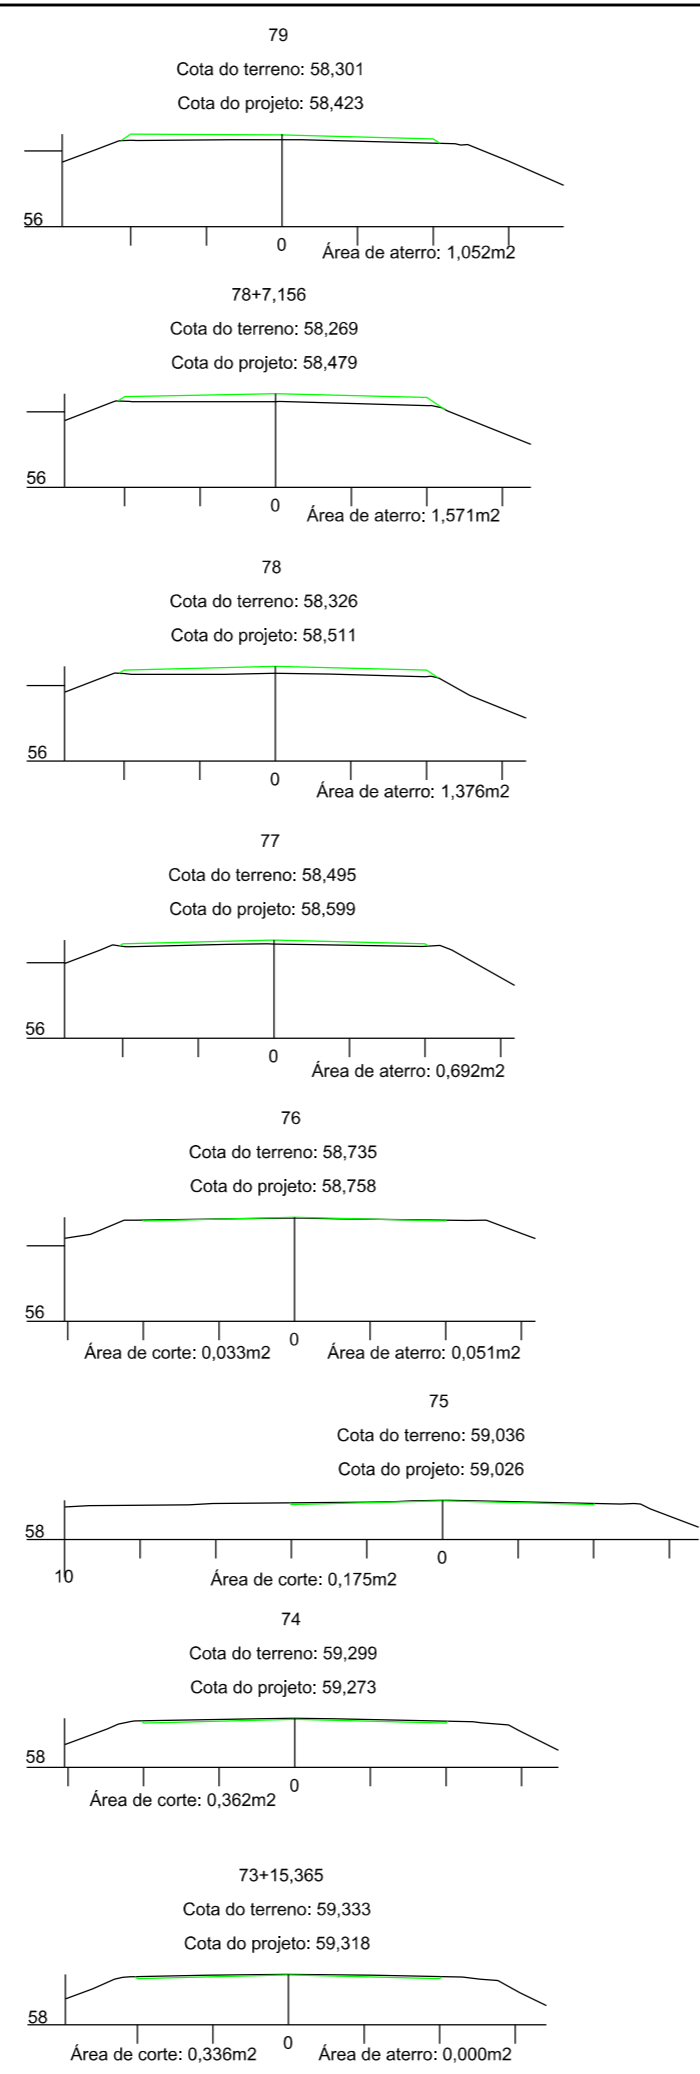 79
Cota do terreno: 58,301
Cota do projeto: 58,423
56
0
Área de aterro: 1,052m2
78+7,156
Cota do terreno: 58,269
Cota do projeto: 58,479
56
0
Área de aterro: 1,571m2
78
Cota do terreno: 58,326
Cota do projeto: 58,511
56
0
Área de aterro: 1,376m2
77
Cota do terreno: 58,495
Cota do projeto: 58,599
56
0
Área de aterro: 0,692m2
76
Cota do terreno: 58,735
Cota do projeto: 58,758
56
0
Área de corte: 0,033m2 Área de aterro: 0,051m2
75
Cota do terreno: 59,036
Cota do projeto: 59,026
58
0
10
Área de corte: 0,175m2
74
Cota do terreno: 59,299
Cota do projeto: 59,273
58
0
Área de corte: 0,362m2
73+15,365
Cota do terreno: 59,333
Cota do projeto: 59,318
58
0
Área de corte: 0,336m2 Área de aterro: 0,000m2